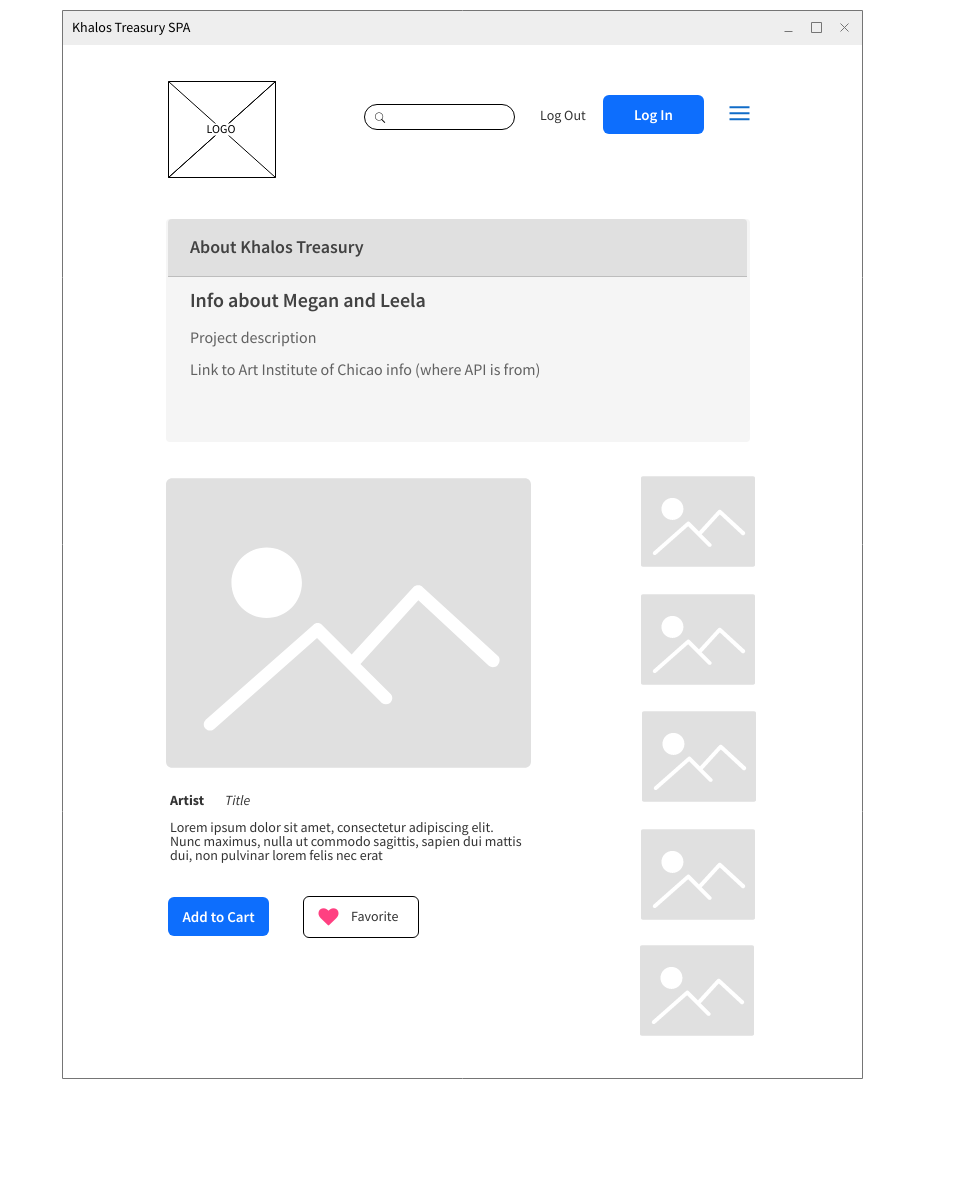 Khalos Treasury SPA
LOGO
Log Out
Log In
About Khalos Treasury
Info about Megan and Leela
Project description
Link to Art Institute of Chicao info (where API is from)
Artist Title
Lorem ipsum dolor sit amet, consectetur adipiscing elit.
Nunc maximus, nulla ut commodo sagittis, sapien dui mattis
dui, non pulvinar lorem felis nec erat
Add to Cart
Favorite